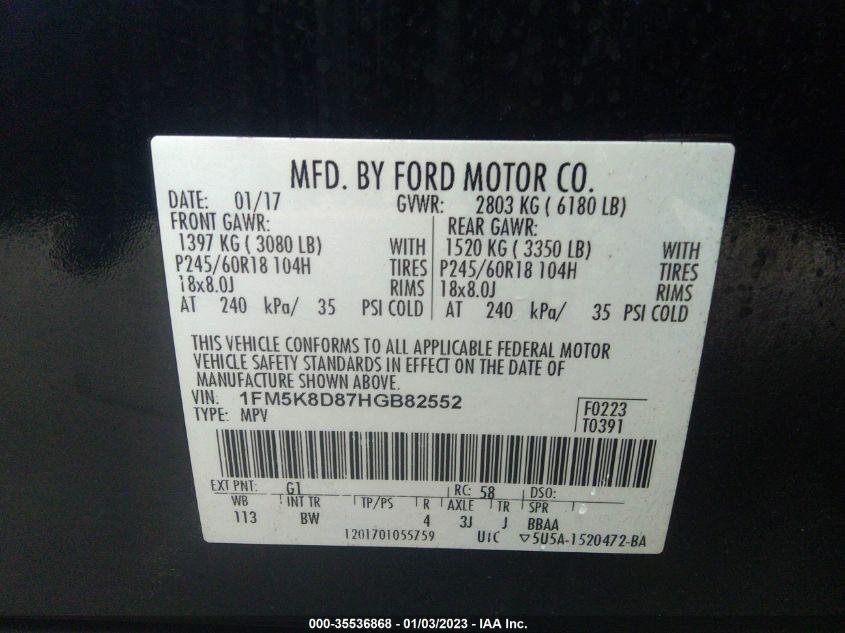 MFD. BY FORD MOTOR CO.
DATE: 01/17 GVWR: 2803 KG ( 6180 LB)
FRONT GAWR: REAR GAWR:
1397 KG ( 3080 LB) WITH 1520 KG ( 3350 LB) WITH
P245/60R18 104H TIRES P245/60R18 104H TIRES
18x8.0J RIMS 18x8.0J RIMS
AT 240 kPa/ 35 PSI COLD AT 240 kPa/ 35 PSI COLD
THIS VEHICLE CONFORMS TO ALL APPLICABLE FEDERAL MOTOR
VEHICLE SAFETY STANDARDS IN EFFECT ON THE DATE OF
MANUFACTURE SHOWN ABOVE.
VIN: 1FM5K8D87HGB82552
TYPE: MPV
F0223
T0391
EXT PNT: G1 RC: 58 DSO:
WB INT TR TP/PS R AXLE TR SPR
113 BW 4 3J J BBAA
1201701055759 UTC ▽5U5A-1520472-BA
000-35536868 - 01/03/2023 - IAA Inc.